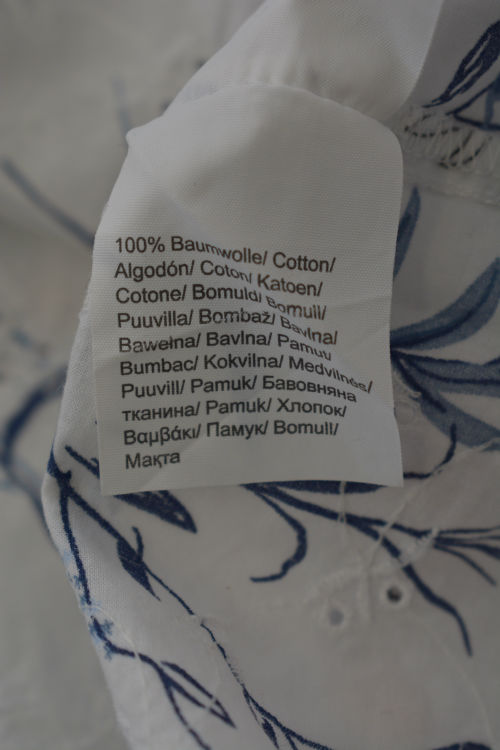 100% Baumwolle/ Cotton/
Algodón/ Coton/ Katoen/
Cotone/ Bomuld/ Bomull/
Puuvilla/ Bombaž/ Bavlna/
Bawełna/ Bavlna/ Pamut/
Bumbac/ Kokvilna/ Medvilnės/
Puuvill/ Pamuk/ Бавовняна
тканина/ Pamuk/ Хлопок/
Βαμβάκι/ Памук/ Bomull/
Мақта